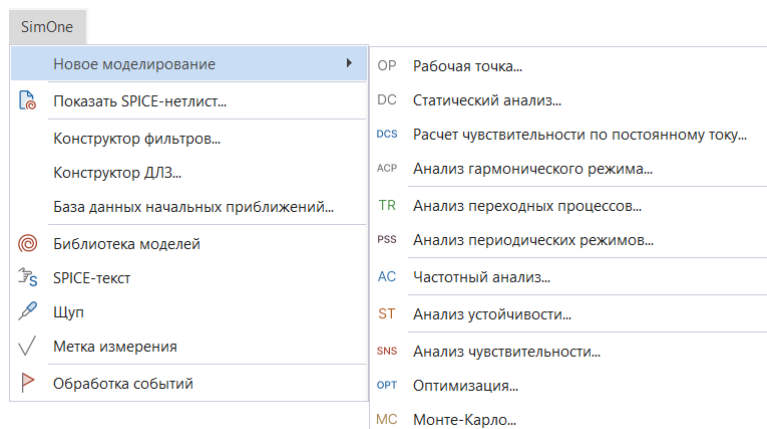 SimOne
Новое моделирование
Показать SPICE-нетлист...
Конструктор фильтров...
Конструктор ДЛЗ...
База данных начальных приближений...
Библиотека моделей
SPICE-текст
Щуп
Метка измерения
Обработка событий
OP Рабочая точка...
DC Статический анализ...
DCS Расчет чувствительности по постоянному току...
ACP Анализ гармонического режима...
TR Анализ переходных процессов...
PSS Анализ периодических режимов...
AC Частотный анализ...
ST Анализ устойчивости...
SNS Анализ чувствительности...
OPT Оптимизация...
MC Монте-Карло...